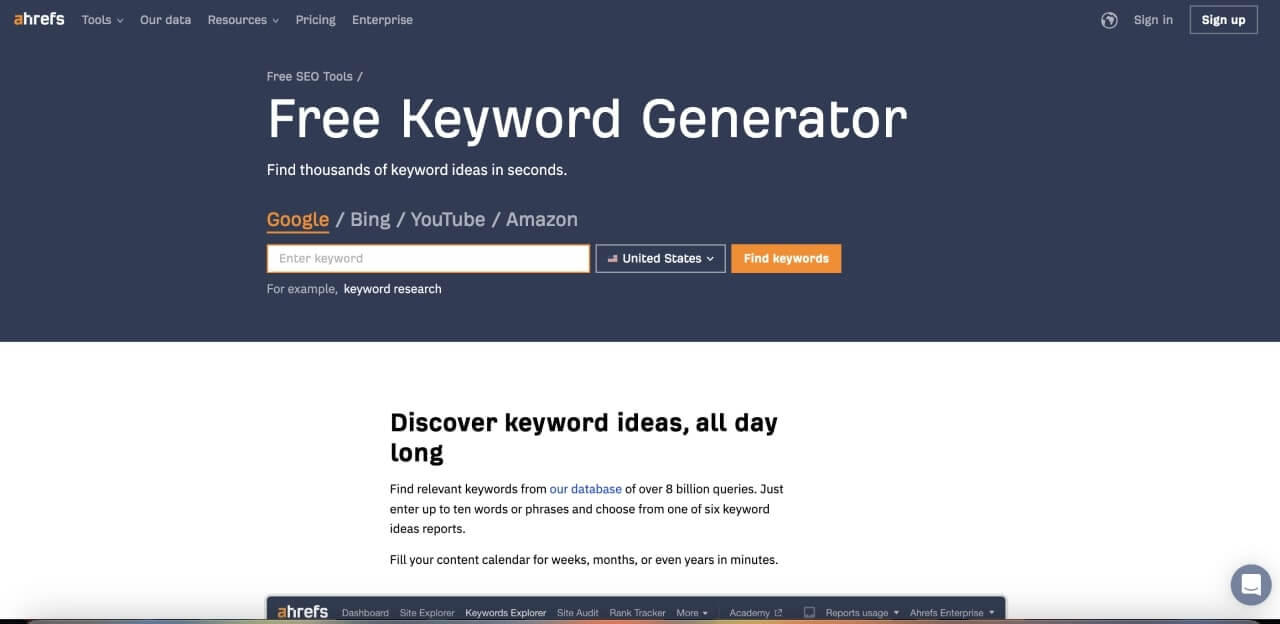 ahrefs Tools Our data Resources Pricing Enterprise Sign in Sign up
Free SEO Tools /
Free Keyword Generator
Find thousands of keyword ideas in seconds.
Google / Bing / YouTube / Amazon
Enter keyword United States Find keywords
For example, keyword research
Discover keyword ideas, all day
long
Find relevant keywords from our database of over 8 billion queries. Just
enter up to ten words or phrases and choose from one of six keyword
ideas reports.
Fill your content calendar for weeks, months, or even years in minutes.
ahrefs Dashboard Site Explorer Keywords Explorer Site Audit Rank Tracker More Academy Reports usage Ahrefs Enterprise